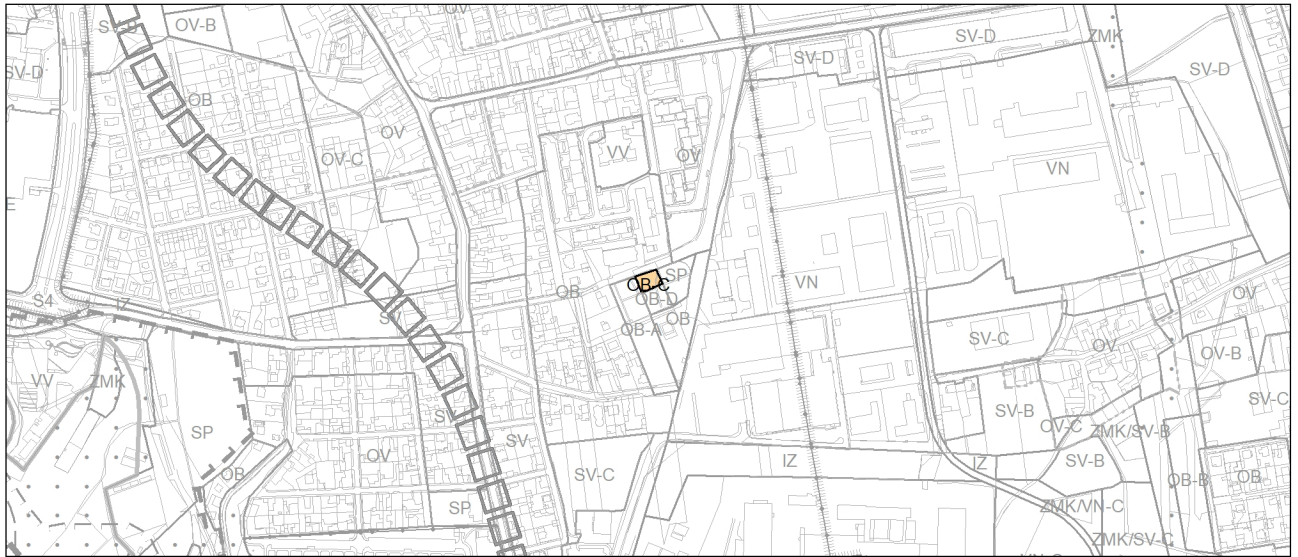 OV-B
OV
SV-D
ZMK
SV-D
SV-D
SV-D
OB
OV
OV-C
VV
OV
VN
SP
OB-C
OB
OB-D
VN
OB
OB-A
S4
IZ
OV
SV-C
OV
OV-B
VV
ZMK
SV-C
SV-B
SP
SV
OV-C
ZMK/SV-B
OV
SV-B
IZ
IZ
OB
SV-C
OB-B
OB
SP
ZMK/VN-C
ZMK/SV-C